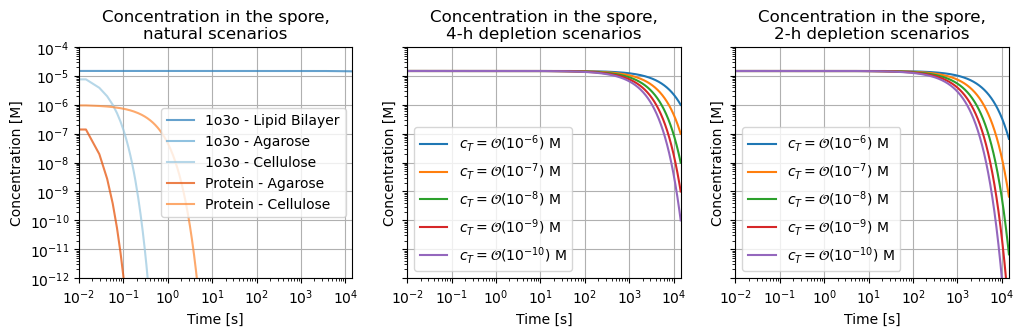 Concentration in the spore,
natural scenarios
Concentration [M]
10⁻⁴
10⁻⁵
10⁻⁶
10⁻⁷
10⁻⁸
10⁻⁹
10⁻¹⁰
10⁻¹¹
10⁻¹²
1o3o - Lipid Bilayer
1o3o - Agarose
1o3o - Cellulose
Protein - Agarose
Protein - Cellulose
10⁻² 10⁻¹ 10⁰ 10¹ 10² 10³ 10⁴
Time [s]
Concentration in the spore,
4-h depletion scenarios
Concentration [M]
c_T = 𝒪(10⁻⁶) M
c_T = 𝒪(10⁻⁷) M
c_T = 𝒪(10⁻⁸) M
c_T = 𝒪(10⁻⁹) M
c_T = 𝒪(10⁻¹⁰) M
10⁻² 10⁻¹ 10⁰ 10¹ 10² 10³ 10⁴
Time [s]
Concentration in the spore,
2-h depletion scenarios
Concentration [M]
c_T = 𝒪(10⁻⁶) M
c_T = 𝒪(10⁻⁷) M
c_T = 𝒪(10⁻⁸) M
c_T = 𝒪(10⁻⁹) M
c_T = 𝒪(10⁻¹⁰) M
10⁻² 10⁻¹ 10⁰ 10¹ 10² 10³ 10⁴
Time [s]